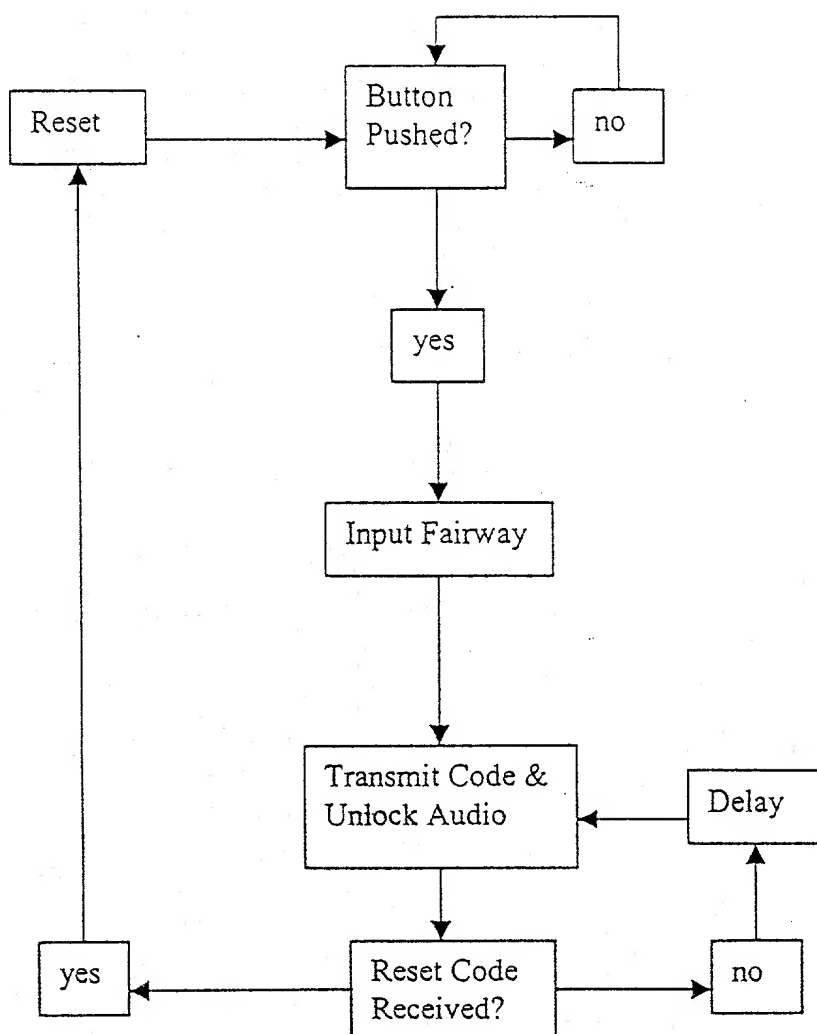 Reset
Button
Pushed?
no
yes
Input Fairway
Transmit Code &
Unlock Audio
Delay
yes
Reset Code
Received?
no